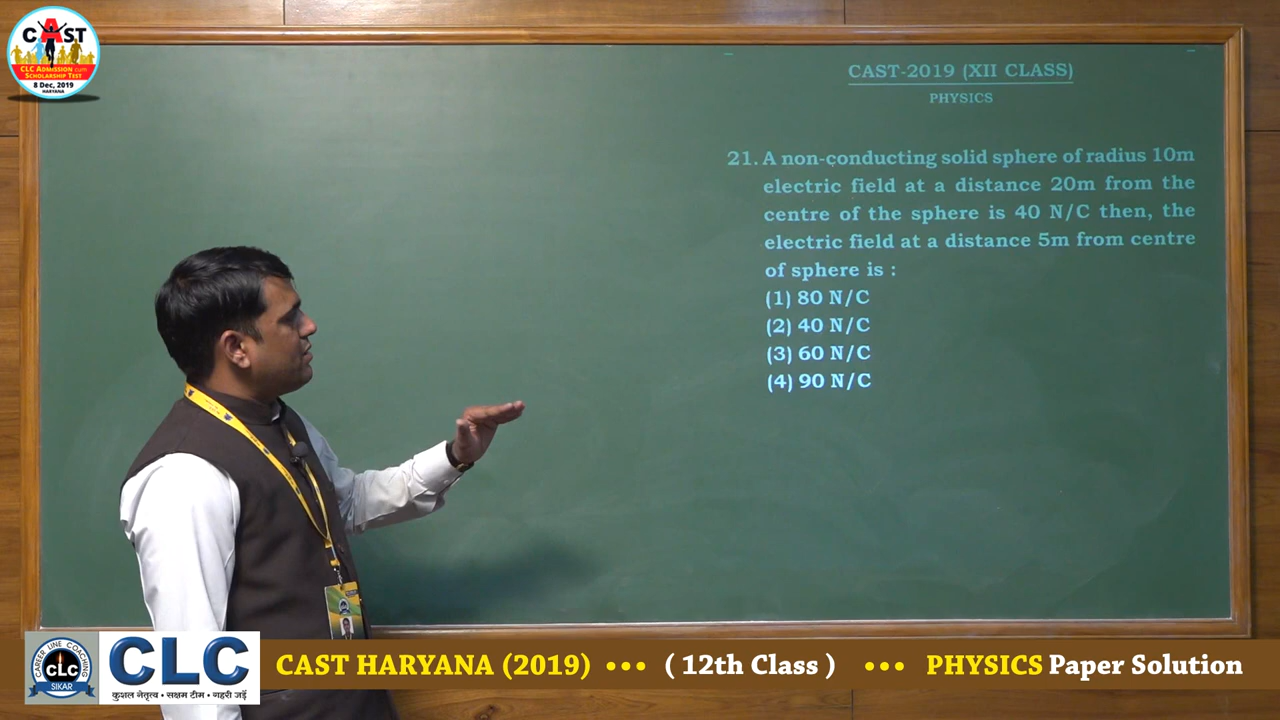 CAST
CLC ADMISSION CUM
SCHOLARSHIP TEST
8 Dec, 2019
HARYANA
CAST-2019 (XII CLASS)
PHYSICS
21. A non-conducting solid sphere of radius 10m
electric field at a distance 20m from the
centre of the sphere is 40 N/C then, the
electric field at a distance 5m from centre
of sphere is :
(1) 80 N/C
(2) 40 N/C
(3) 60 N/C
(4) 90 N/C
CAREER LINE COACHING
CLC
SIKAR
CLC
कुशल नेतृत्व • सक्षम टीम • गहरी जड़ें
CAST HARYANA (2019) ••• ( 12th Class ) ••• PHYSICS Paper Solution